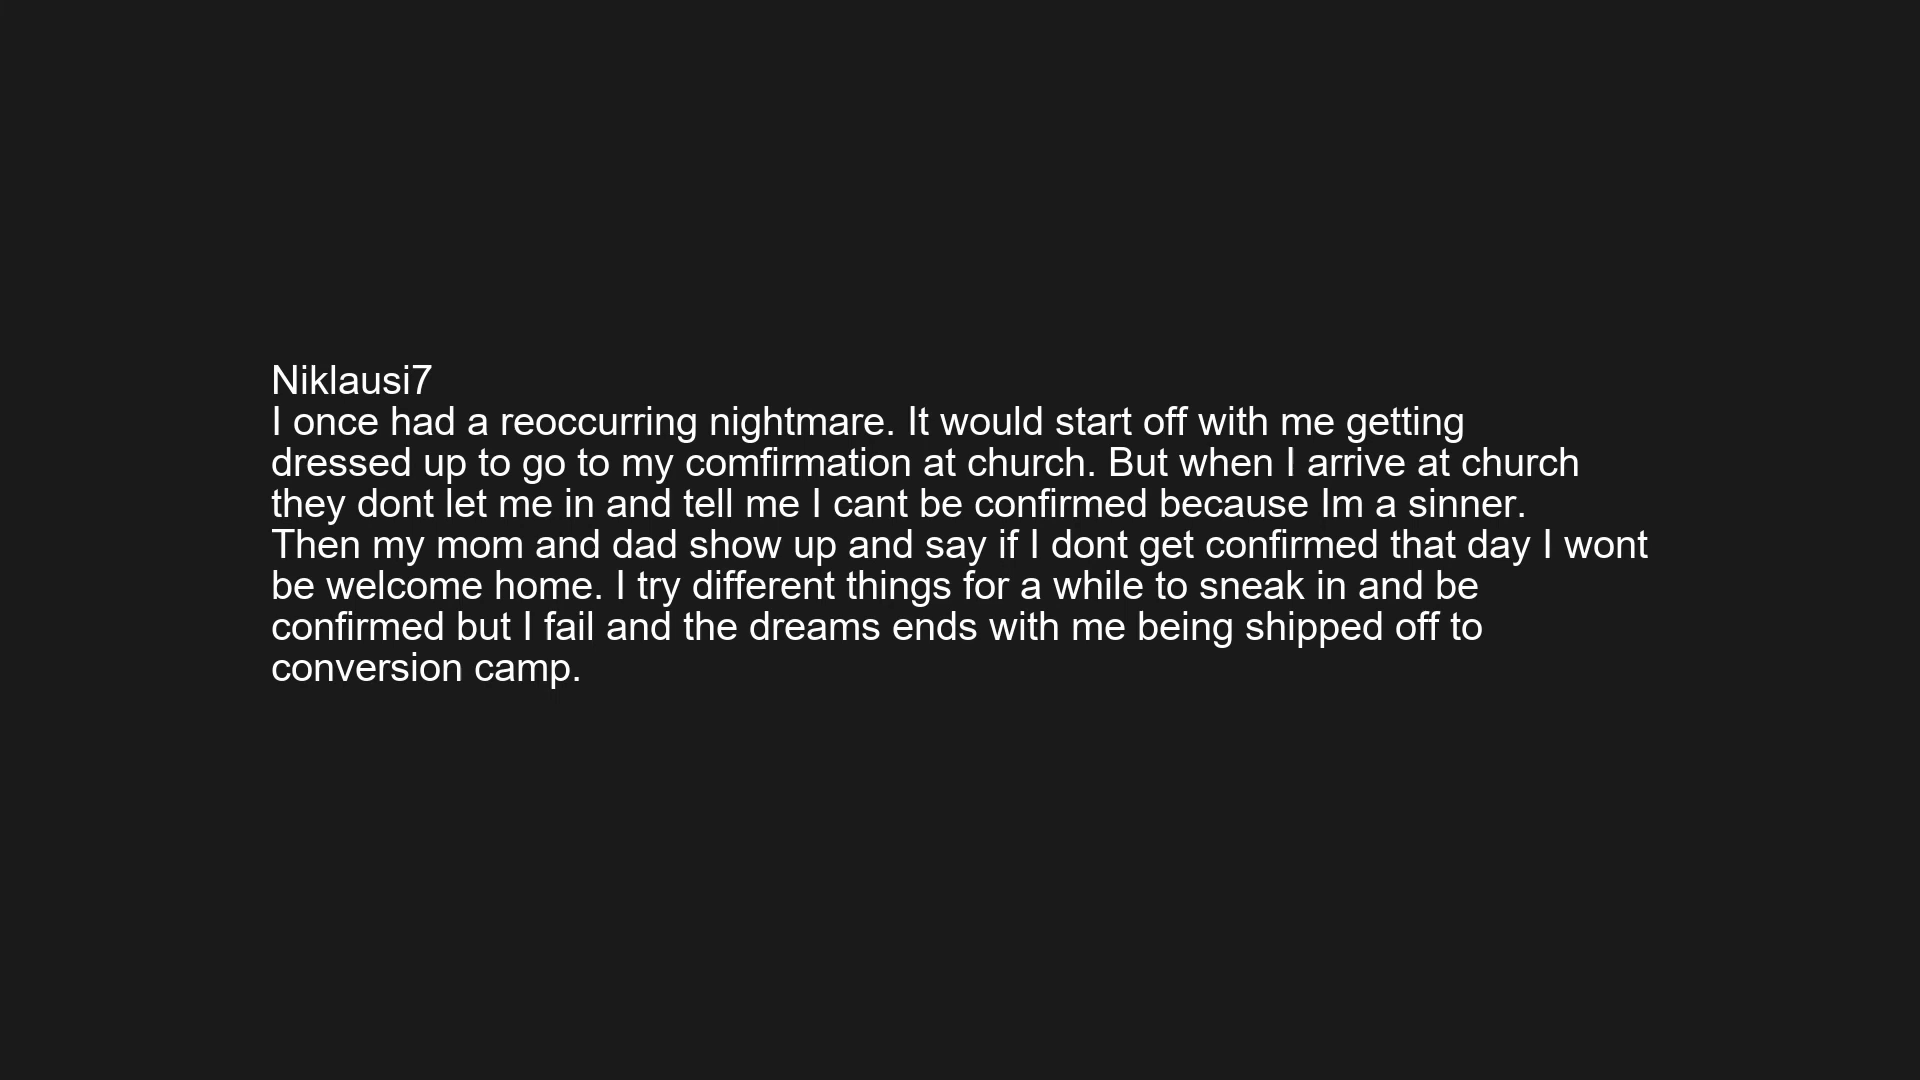 Niklausi7
I once had a reoccurring nightmare. It would start off with me getting
dressed up to go to my comfirmation at church. But when I arrive at church
they dont let me in and tell me I cant be confirmed because Im a sinner.
Then my mom and dad show up and say if I dont get confirmed that day I wont
be welcome home. I try different things for a while to sneak in and be
confirmed but I fail and the dreams ends with me being shipped off to
conversion camp.